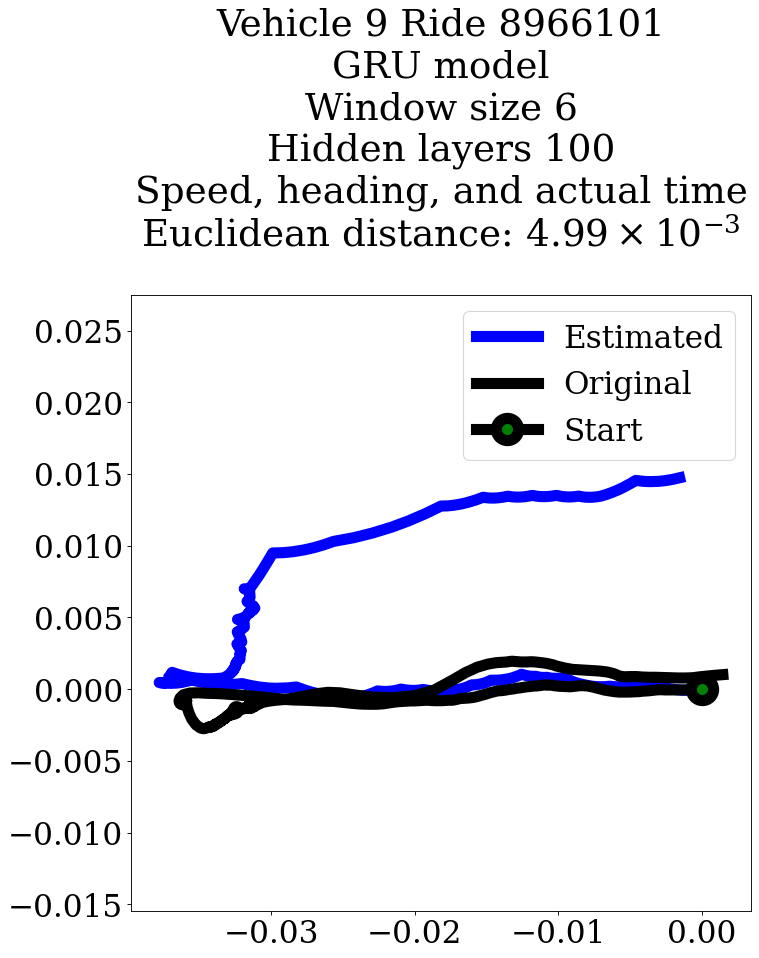 Vehicle 9 Ride 8966101
GRU model
Window size 6
Hidden layers 100
Speed, heading, and actual time
Euclidean distance: 4.99 × 10⁻³
Estimated
Original
Start
0.025
0.020
0.015
0.010
0.005
0.000
−0.005
−0.010
−0.015
−0.03 −0.02 −0.01 0.00